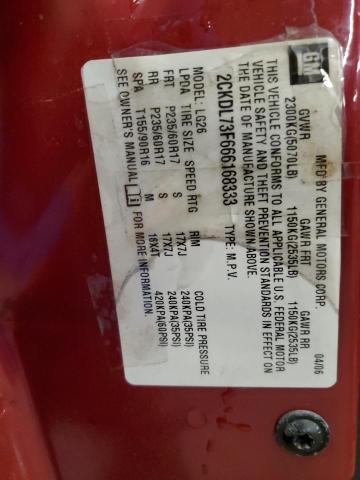 GM MFD BY GENERAL MOTORS CORP. 04/06
GVWR GAWR FRT GAWR RR
2300KG(5070LB) 1150KG(2535LB) 1150KG(2535LB)
THIS VEHICLE CONFORMS TO ALL APPLICABLE U.S. FEDERAL MOTOR
VEHICLE SAFETY AND THEFT PREVENTION STANDARDS IN EFFECT ON
THE DATE OF MANUFACTURE SHOWN ABOVE.
2CKDL73F666168333 TYPE: M.P.V.
MODEL: LG26
LPDA TIRE SIZE SPEED RTG RIM COLD TIRE PRESSURE
FRT P235/60R17 S 17X7J 240KPA(35PSI)
RR P235/60R17 S 17X7J 240KPA(35PSI)
SPA T155/90R16 M 16X4T 420KPA(60PSI)
SEE OWNER'S MANUAL i FOR MORE INFORMATION.